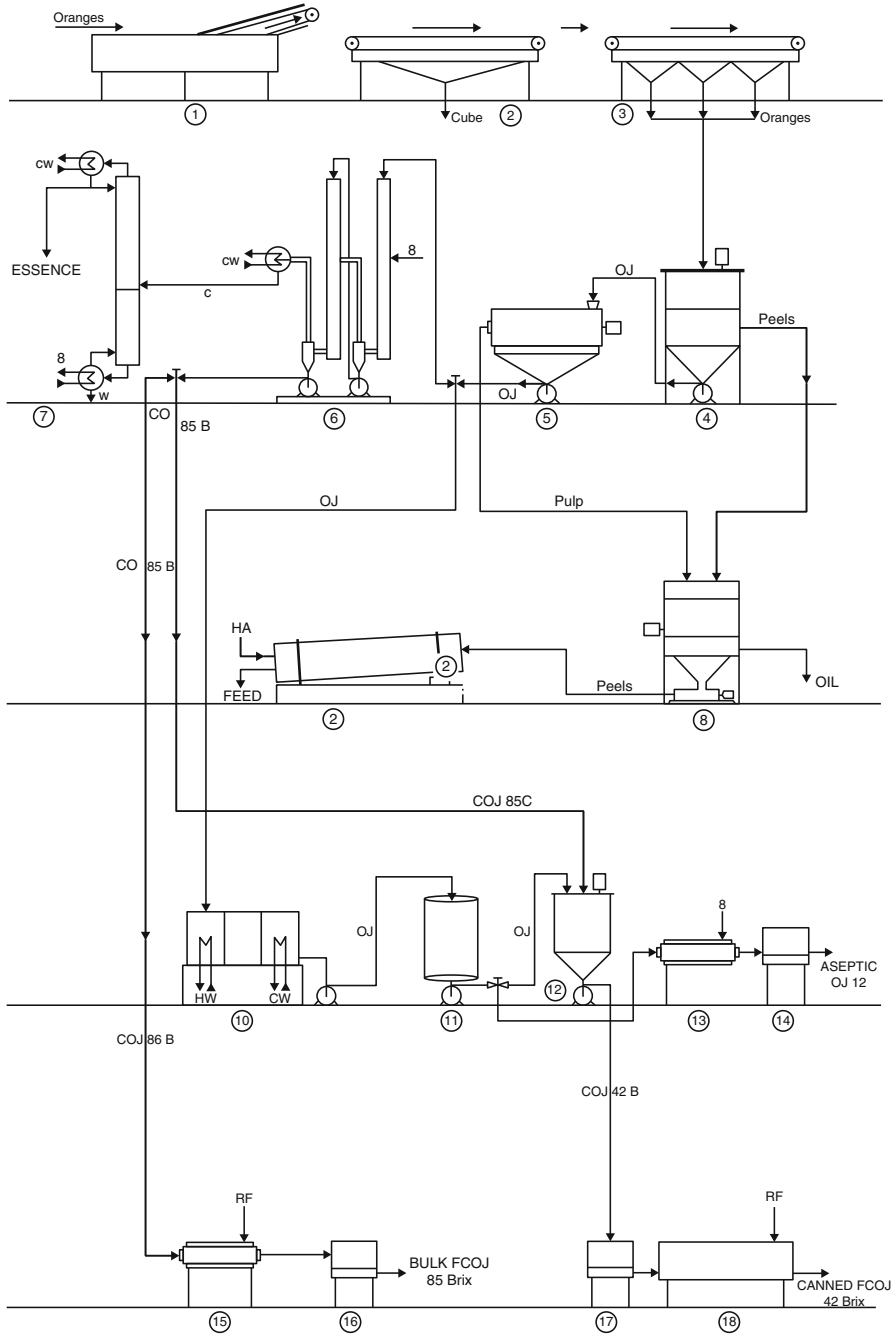 Oranges
1
Cube
2
3
Oranges
cw
ESSENCE
8
w
7
c
cw
8
6
CO
85 B
OJ
5
OJ
4
Peels
OJ
Pulp
CO
85 B
HA
FEED
2
2
Peels
8
OIL
COJ 85C
HW
CW
10
OJ
11
OJ
12
8
13
14
ASEPTIC
OJ 12
COJ 86 B
COJ 42 B
RF
15
16
BULK FCOJ
85 Brix
17
RF
18
CANNED FCOJ
42 Brix